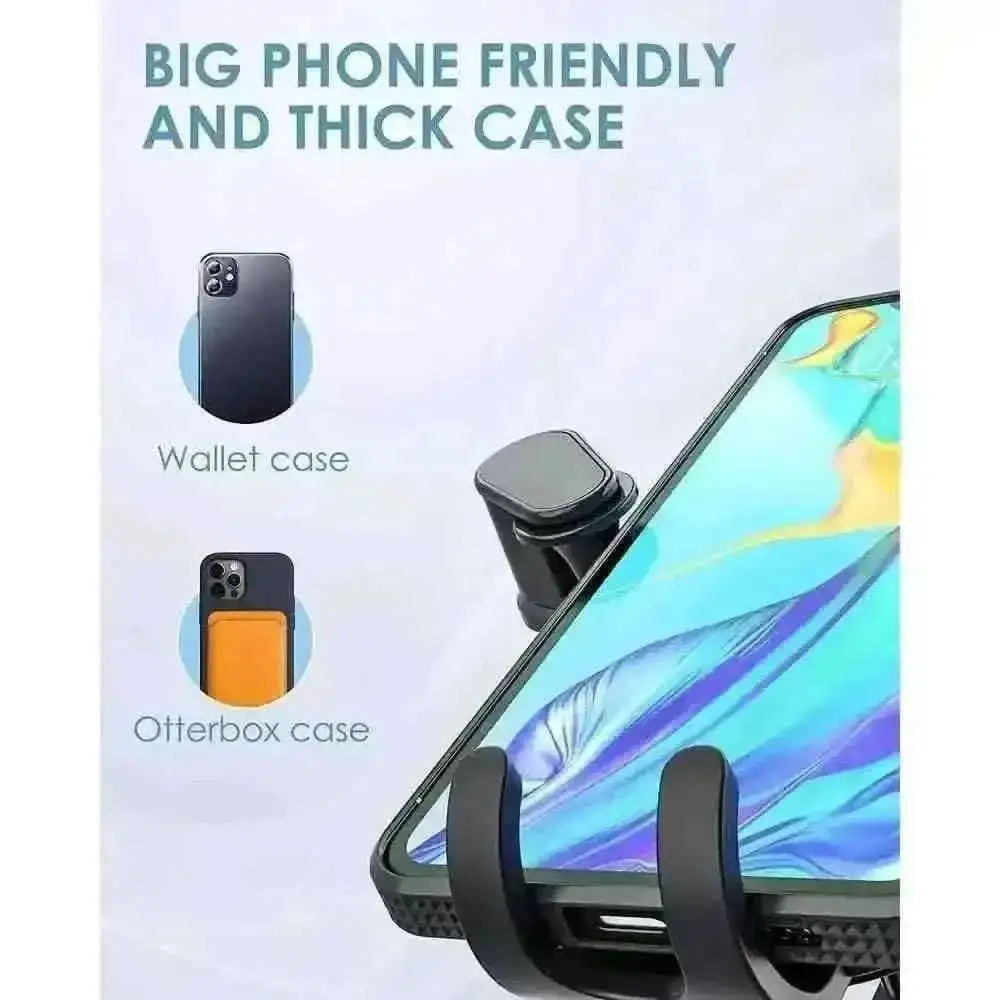 BIG PHONE FRIENDLY
AND THICK CASE
Wallet case
Otterbox case